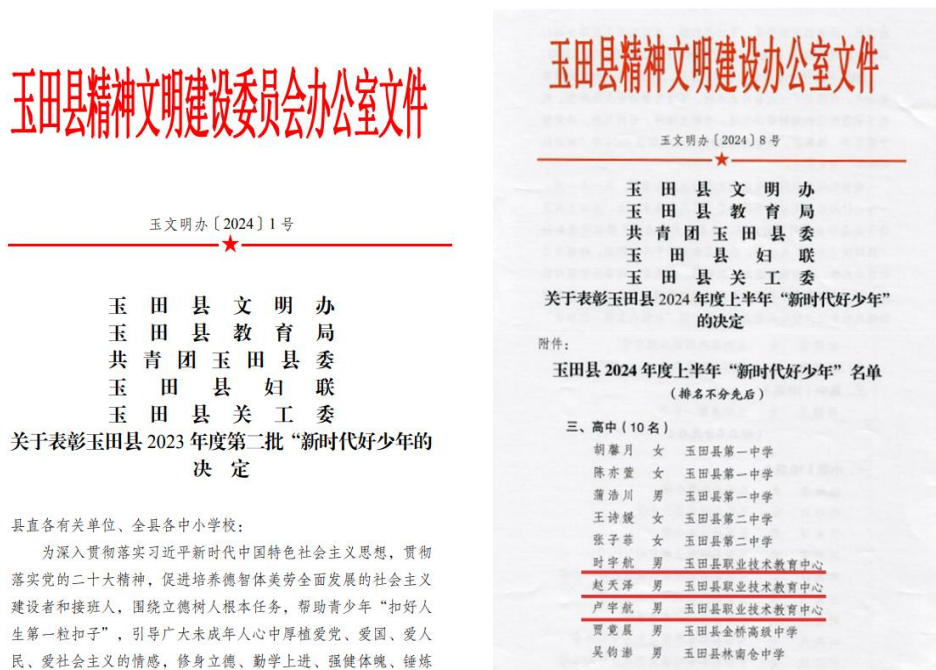 玉田县精神文明建设委员会办公室文件
玉文明办〔2024〕1号
玉田县文明办
玉田县教育局
共青团玉田县委
玉田县妇联
玉田县关工委
关于表彰玉田县 2023 年度第二批“新时代好少年的
决 定
县直各有关单位、全县各中小学校：
为深入贯彻落实习近平新时代中国特色社会主义思想，贯彻
落实党的二十大精神，促进培养德智体美劳全面发展的社会主义
建设者和接班人，围绕立德树人根本任务，帮助青少年“扣好人
生第一粒扣子”，引导广大未成年人心中厚植爱党、爱国、爱人
民、爱社会主义的情感，修身立德、勤学上进、强健体魄、锤炼
玉田县精神文明建设办公室文件
玉文明办〔2024〕8号
玉田县文明办
玉田县教育局
共青团玉田县委
玉田县妇联
玉田县关工委
关于表彰玉田县 2024 年度上半年“新时代好少年”
的决定
附件：
玉田县 2024 年度上半年“新时代好少年”名单
（排名不分先后）
三、高中（10 名）
胡馨月 女 玉田县第一中学
陈亦萱 女 玉田县第一中学
蒲浩川 男 玉田县第一中学
王诗媛 女 玉田县第二中学
张子菲 女 玉田县第二中学
时宇航 男 玉田县职业技术教育中心
赵天泽 男 玉田县职业技术教育中心
卢宇航 男 玉田县职业技术教育中心
贾竟晨 男 玉田县金桥高级中学
吴钧澎 男 玉田县林南仓中学